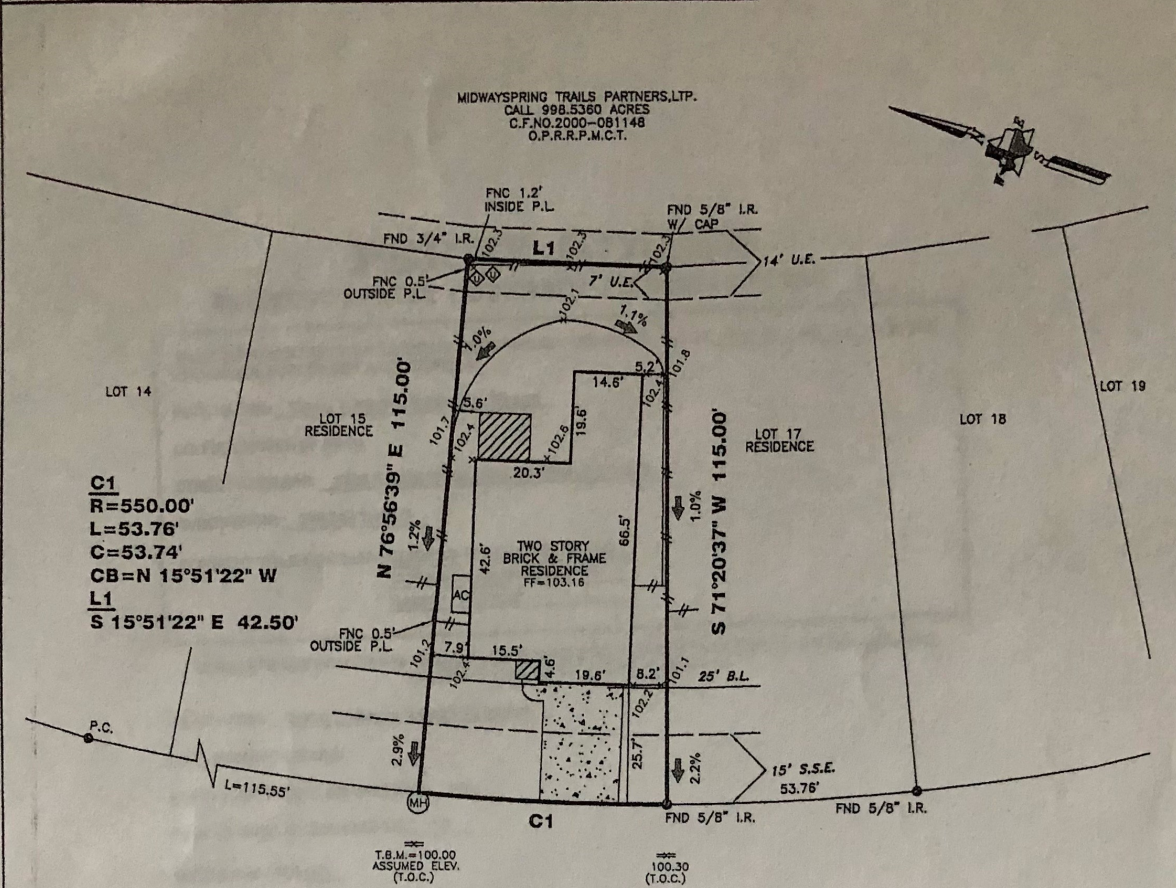 MIDWAYSPRING TRAILS PARTNERS,LTP.
CALL 998.5360 ACRES
C.F.NO.2000-081148
O.P.R.R.P.M.C.T.
N
E
S
W
FNC 1.2'
INSIDE P.L.
FND 5/8" I.R.
W/ CAP
FND 3/4" I.R.
102.3
L1
102.3
102.3
14' U.E.
FNC 0.5'
OUTSIDE P.L.
U
U
7' U.E.
102.1
1.0%
1.1%
101.8
5.2'
14.6'
102.4
LOT 14
LOT 15
RESIDENCE
5.6'
19.6'
101.7
102.4
102.6
20.3'
LOT 17
RESIDENCE
LOT 18
LOT 19
N 76°56'39" E 115.00'
S 71°20'37" W 115.00'
C1
R=550.00'
L=53.76'
C=53.74'
CB=N 15°51'22" W
L1
S 15°51'22" E 42.50'
1.2%
42.6'
66.5'
1.0%
TWO STORY
BRICK & FRAME
RESIDENCE
FF=103.16
AC
FNC 0.5'
OUTSIDE P.L.
101.2
7.9'
102.4
15.5'
4.6'
19.6'
8.2'
102.2
101.1
25' B.L.
P.C.
2.9%
25.7'
2.2%
15' S.S.E.
L=115.55'
MH
C1
53.76'
FND 5/8" I.R.
FND 5/8" I.R.
T.B.M.=100.00
ASSUMED ELEV.
(T.O.C.)
100.30
(T.O.C.)